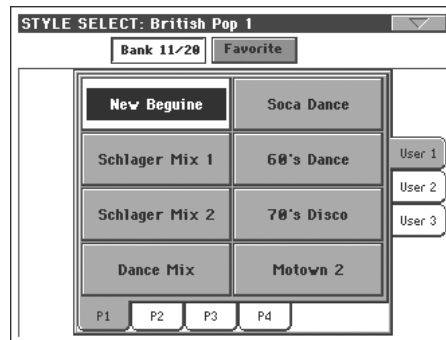 STYLE SELECT: British Pop 1
Bank 11/20 Favorite
New Beguine Soca Dance
Schlager Mix 1 60's Dance
User 1
User 2
Schlager Mix 2 70's Disco
User 3
Dance Mix Motown 2
P1 P2 P3 P4